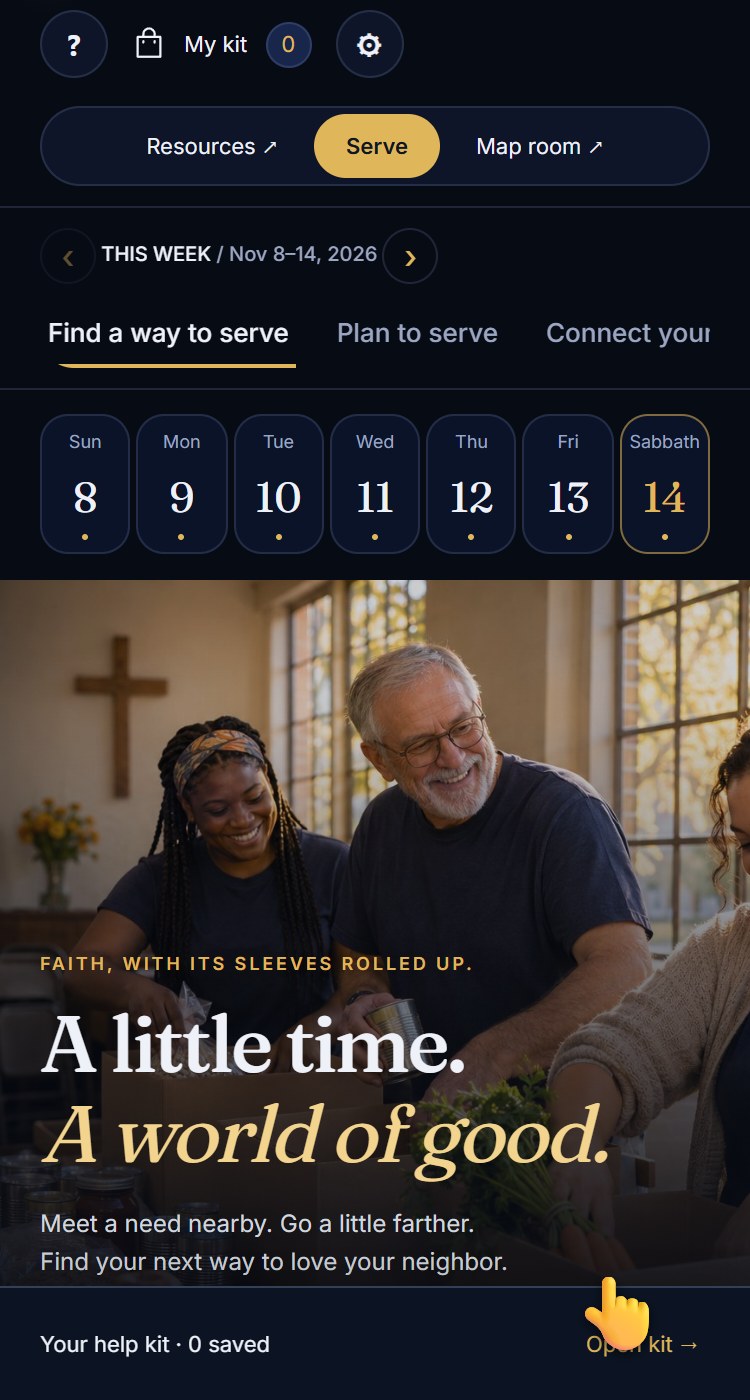 ? My kit 0
Resources ↗ Serve Map room ↗
‹ THIS WEEK / Nov 8–14, 2026 ›
Find a way to serve Plan to serve Connect your
Sun Mon Tue Wed Thu Fri Sabbath
8 9 10 11 12 13 14
FAITH, WITH ITS SLEEVES ROLLED UP.
A little time.
A world of good.
Meet a need nearby. Go a little farther.
Find your next way to love your neighbor.
Your help kit · 0 saved Open kit →